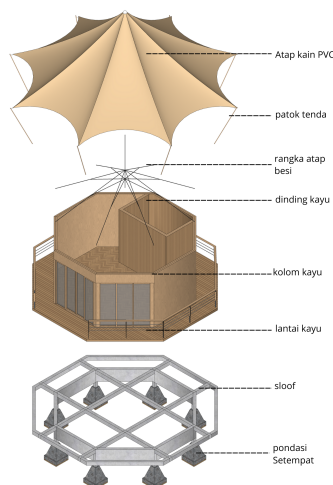 Atap kain PVC
patok tenda
rangka atap
besi
dinding kayu
kolom kayu
lantai kayu
sloof
pondasi
Setempat